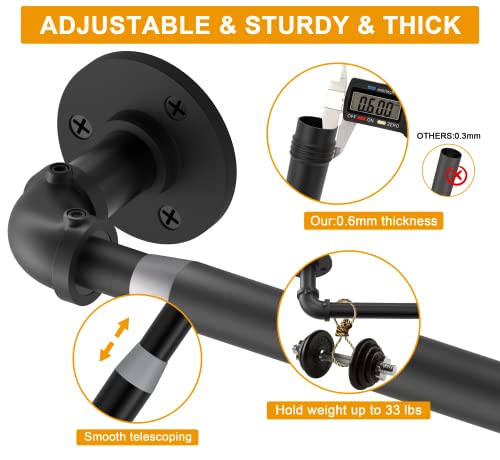 ADJUSTABLE & STURDY & THICK
0.600
OFF ON ZERO
OTHERS:0.3mm
Our:0.6mm thickness
Smooth telescoping
Hold weight up to 33 lbs